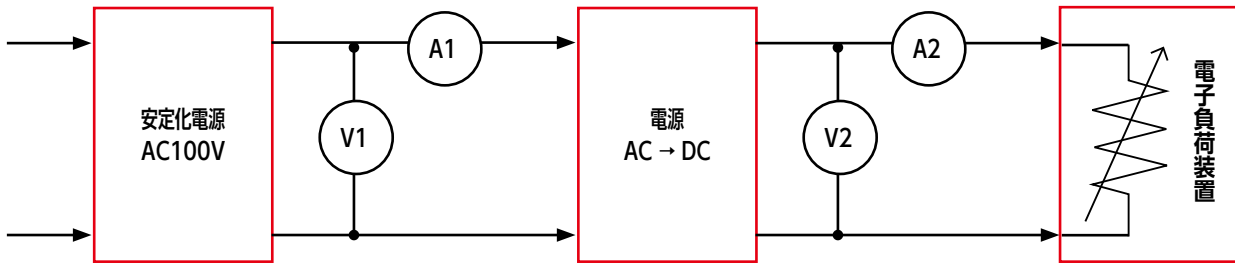 安定化電源
AC100V
V1
A1
電源
AC → DC
V2
A2
電子負荷装置